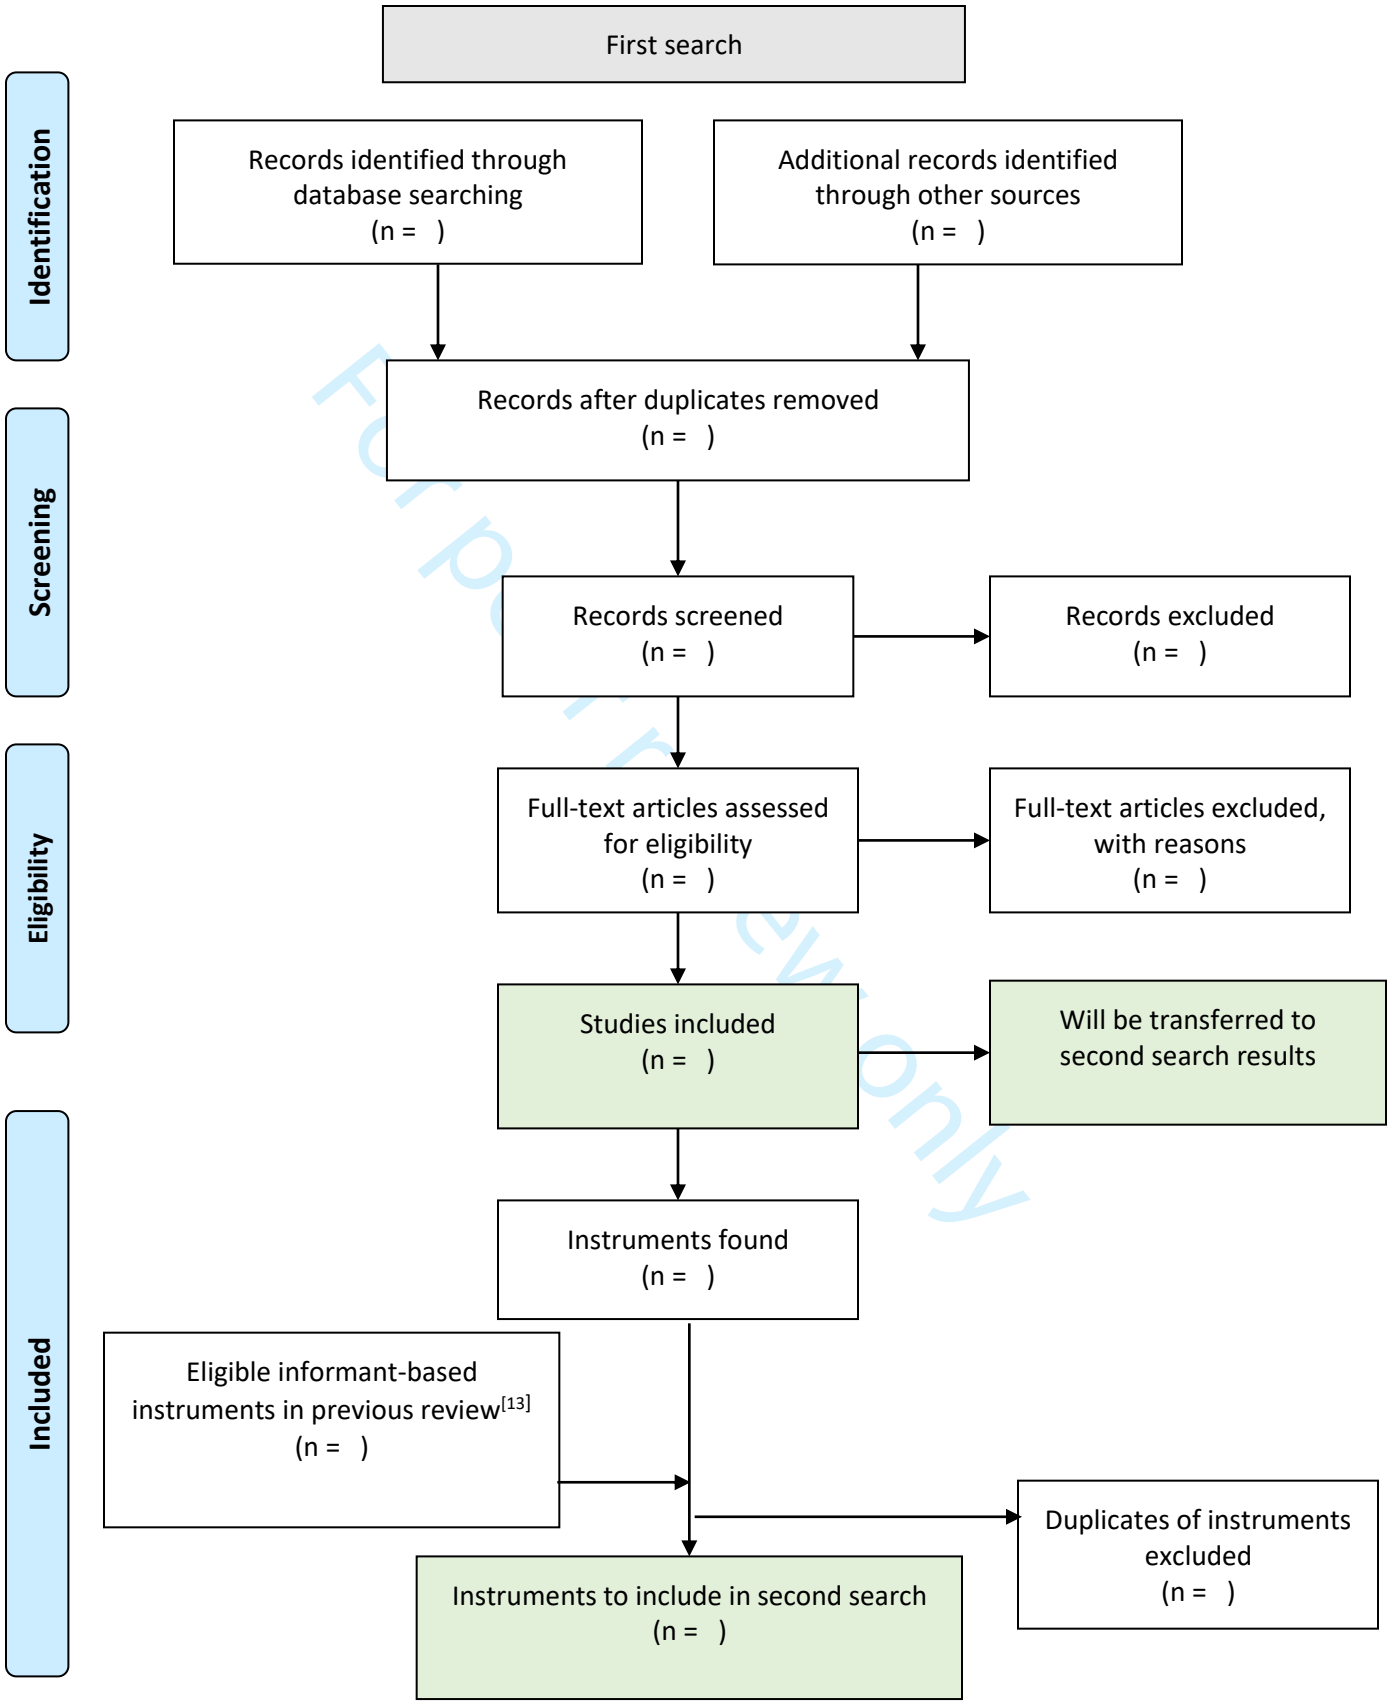 First search
Identification
Records identified through
database searching
(n =   )
Additional records identified
through other sources
(n =   )
Records after duplicates removed
(n =   )
Screening
Records screened
(n =   )
Records excluded
(n =   )
Eligibility
Full-text articles assessed
for eligibility
(n =   )
Full-text articles excluded,
with reasons
(n =   )
Studies included
(n =   )
Will be transferred to
second search results
Included
Instruments found
(n =   )
Eligible informant-based
instruments in previous review[13]
(n =   )
Duplicates of instruments
excluded
(n =   )
Instruments to include in second search
(n =   )
For only